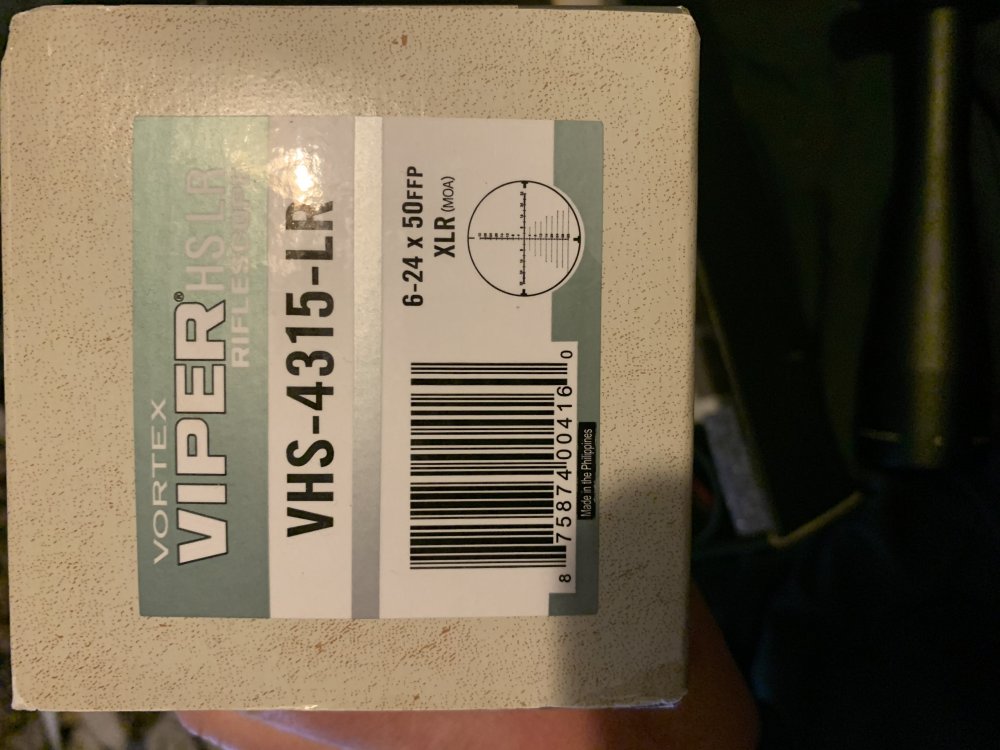 VORTEX
VIPER® HS LR
RIFLESCOPE
VHS-4315-LR
6-24 x 50FFP
XLR (MOA)
8 75874 00416 0
Made in the Philippines